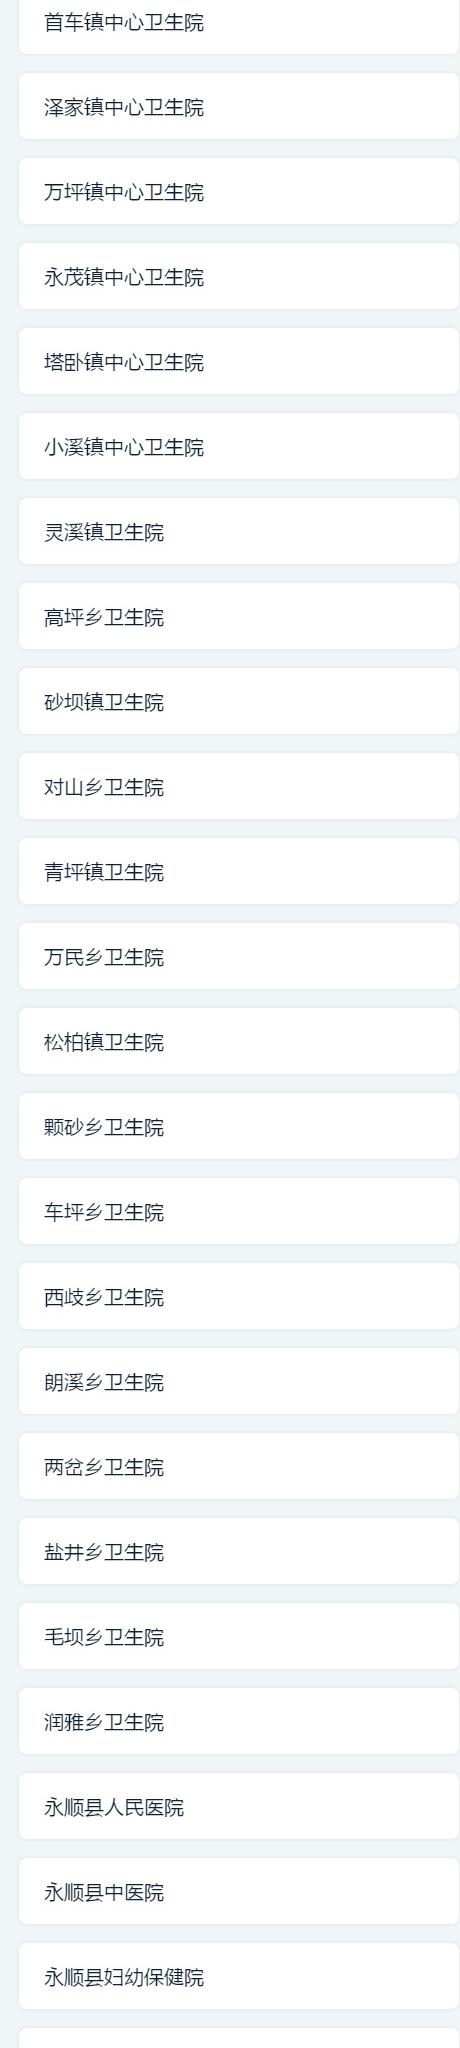 首车镇中心卫生院
泽家镇中心卫生院
万坪镇中心卫生院
永茂镇中心卫生院
塔卧镇中心卫生院
小溪镇中心卫生院
灵溪镇卫生院
高坪乡卫生院
砂坝镇卫生院
对山乡卫生院
青坪镇卫生院
万民乡卫生院
松柏镇卫生院
颗砂乡卫生院
车坪乡卫生院
西歧乡卫生院
朗溪乡卫生院
两岔乡卫生院
盐井乡卫生院
毛坝乡卫生院
润雅乡卫生院
永顺县人民医院
永顺县中医院
永顺县妇幼保健院